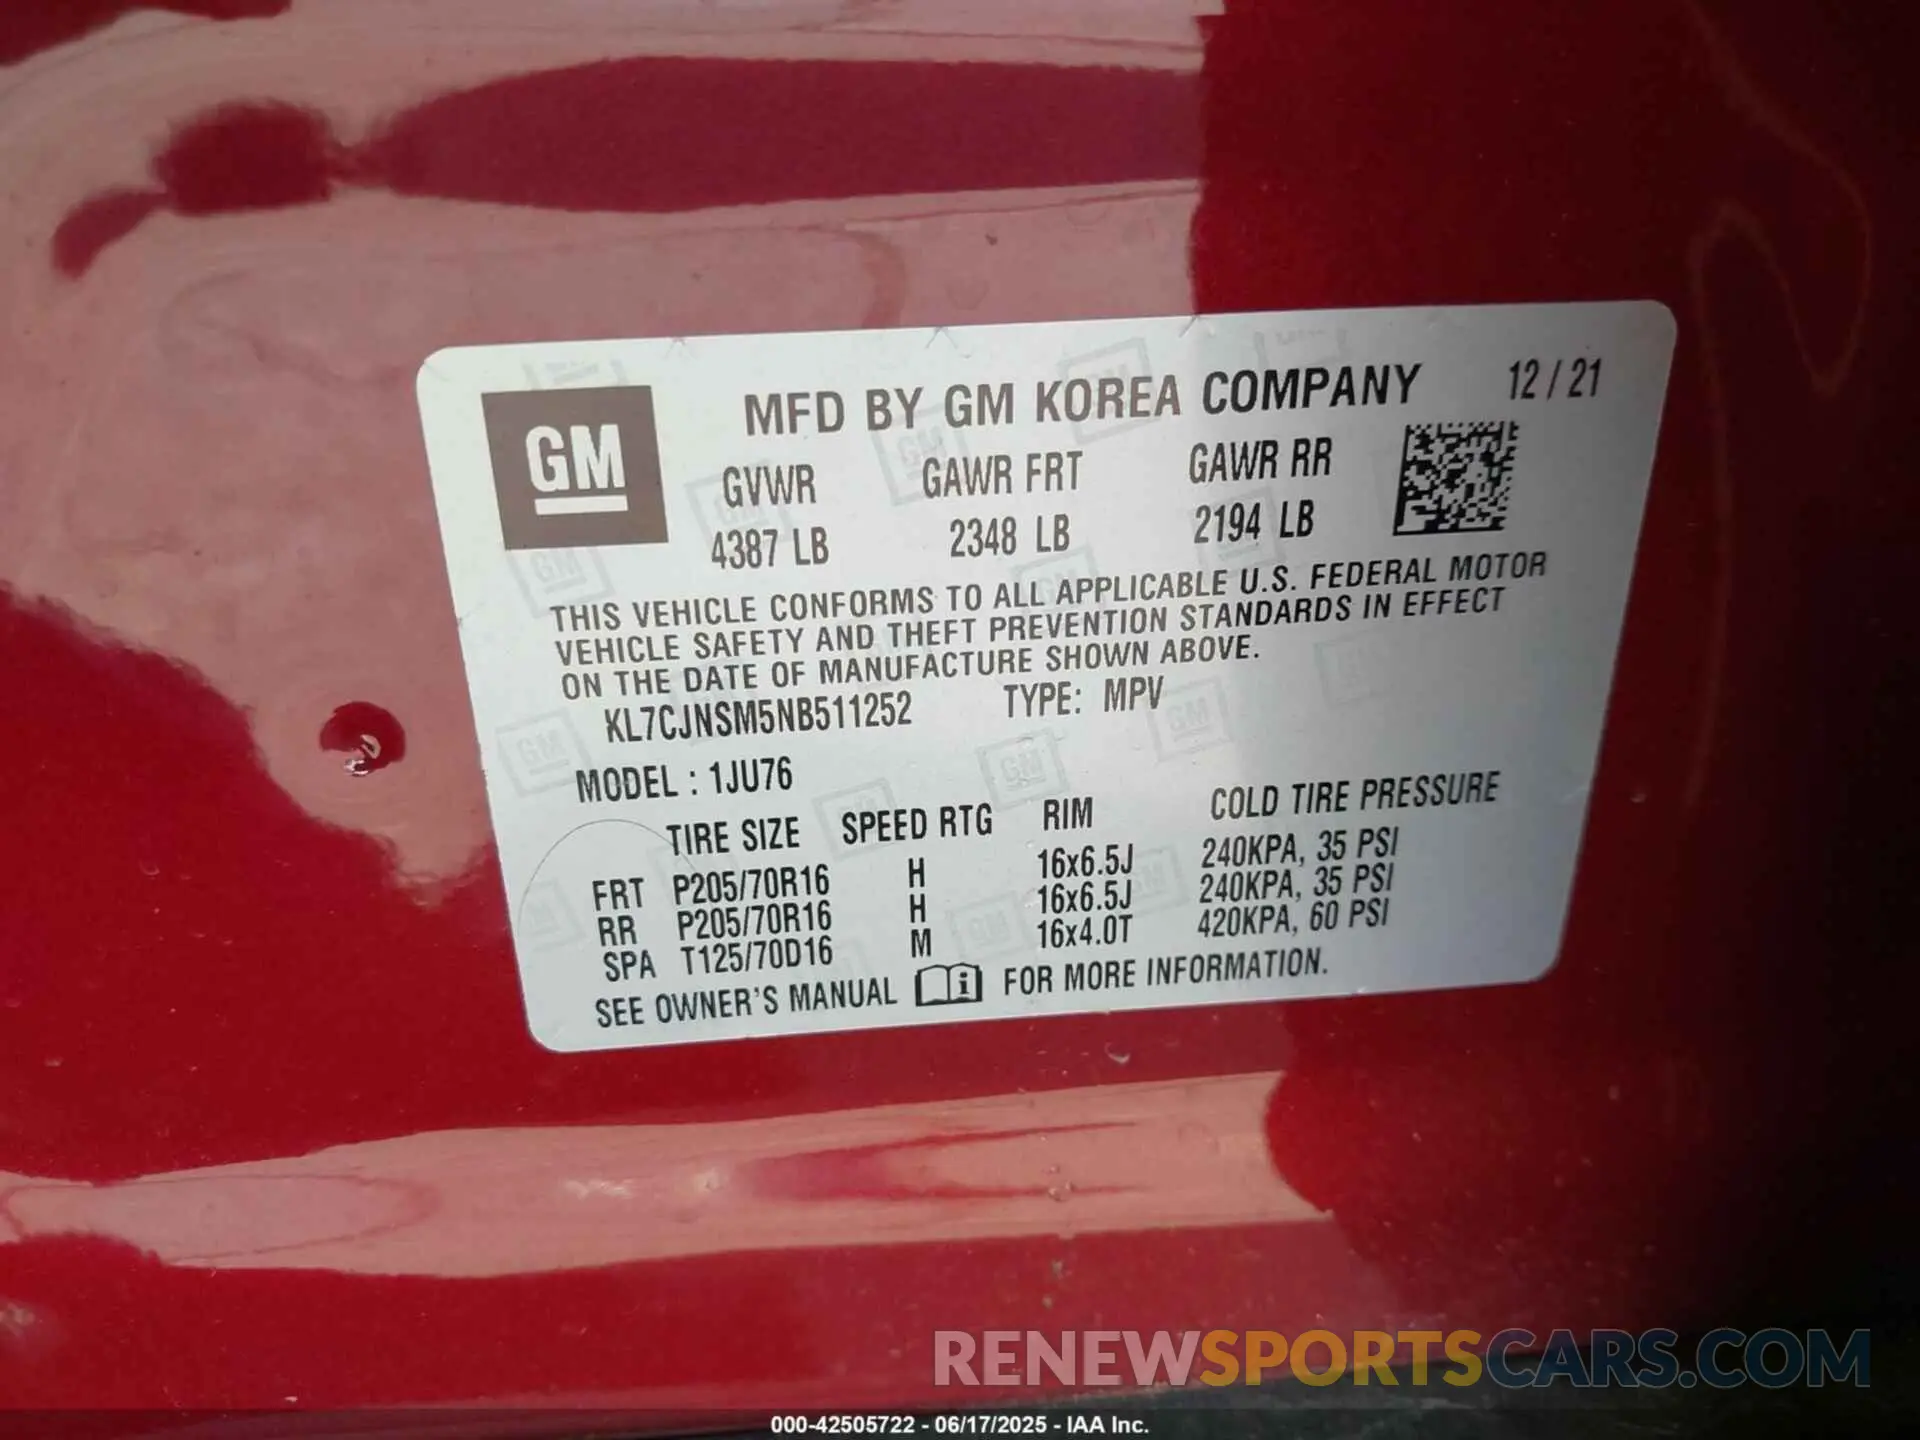 GM
MFD BY GM KOREA COMPANY 12/21
GVWR GAWR FRT GAWR RR
4387 LB 2348 LB 2194 LB
THIS VEHICLE CONFORMS TO ALL APPLICABLE U.S. FEDERAL MOTOR
VEHICLE SAFETY AND THEFT PREVENTION STANDARDS IN EFFECT
ON THE DATE OF MANUFACTURE SHOWN ABOVE.
KL7CJNSM5NB511252 TYPE: MPV
MODEL : 1JU76
TIRE SIZE SPEED RTG RIM COLD TIRE PRESSURE
FRT P205/70R16 H 16x6.5J 240KPA, 35 PSI
RR P205/70R16 H 16x6.5J 240KPA, 35 PSI
SPA T125/70D16 M 16x4.0T 420KPA, 60 PSI
SEE OWNER'S MANUAL i FOR MORE INFORMATION.
RENEWSPORTSCARS.COM
000-42505722 - 06/17/2025 - IAA Inc.